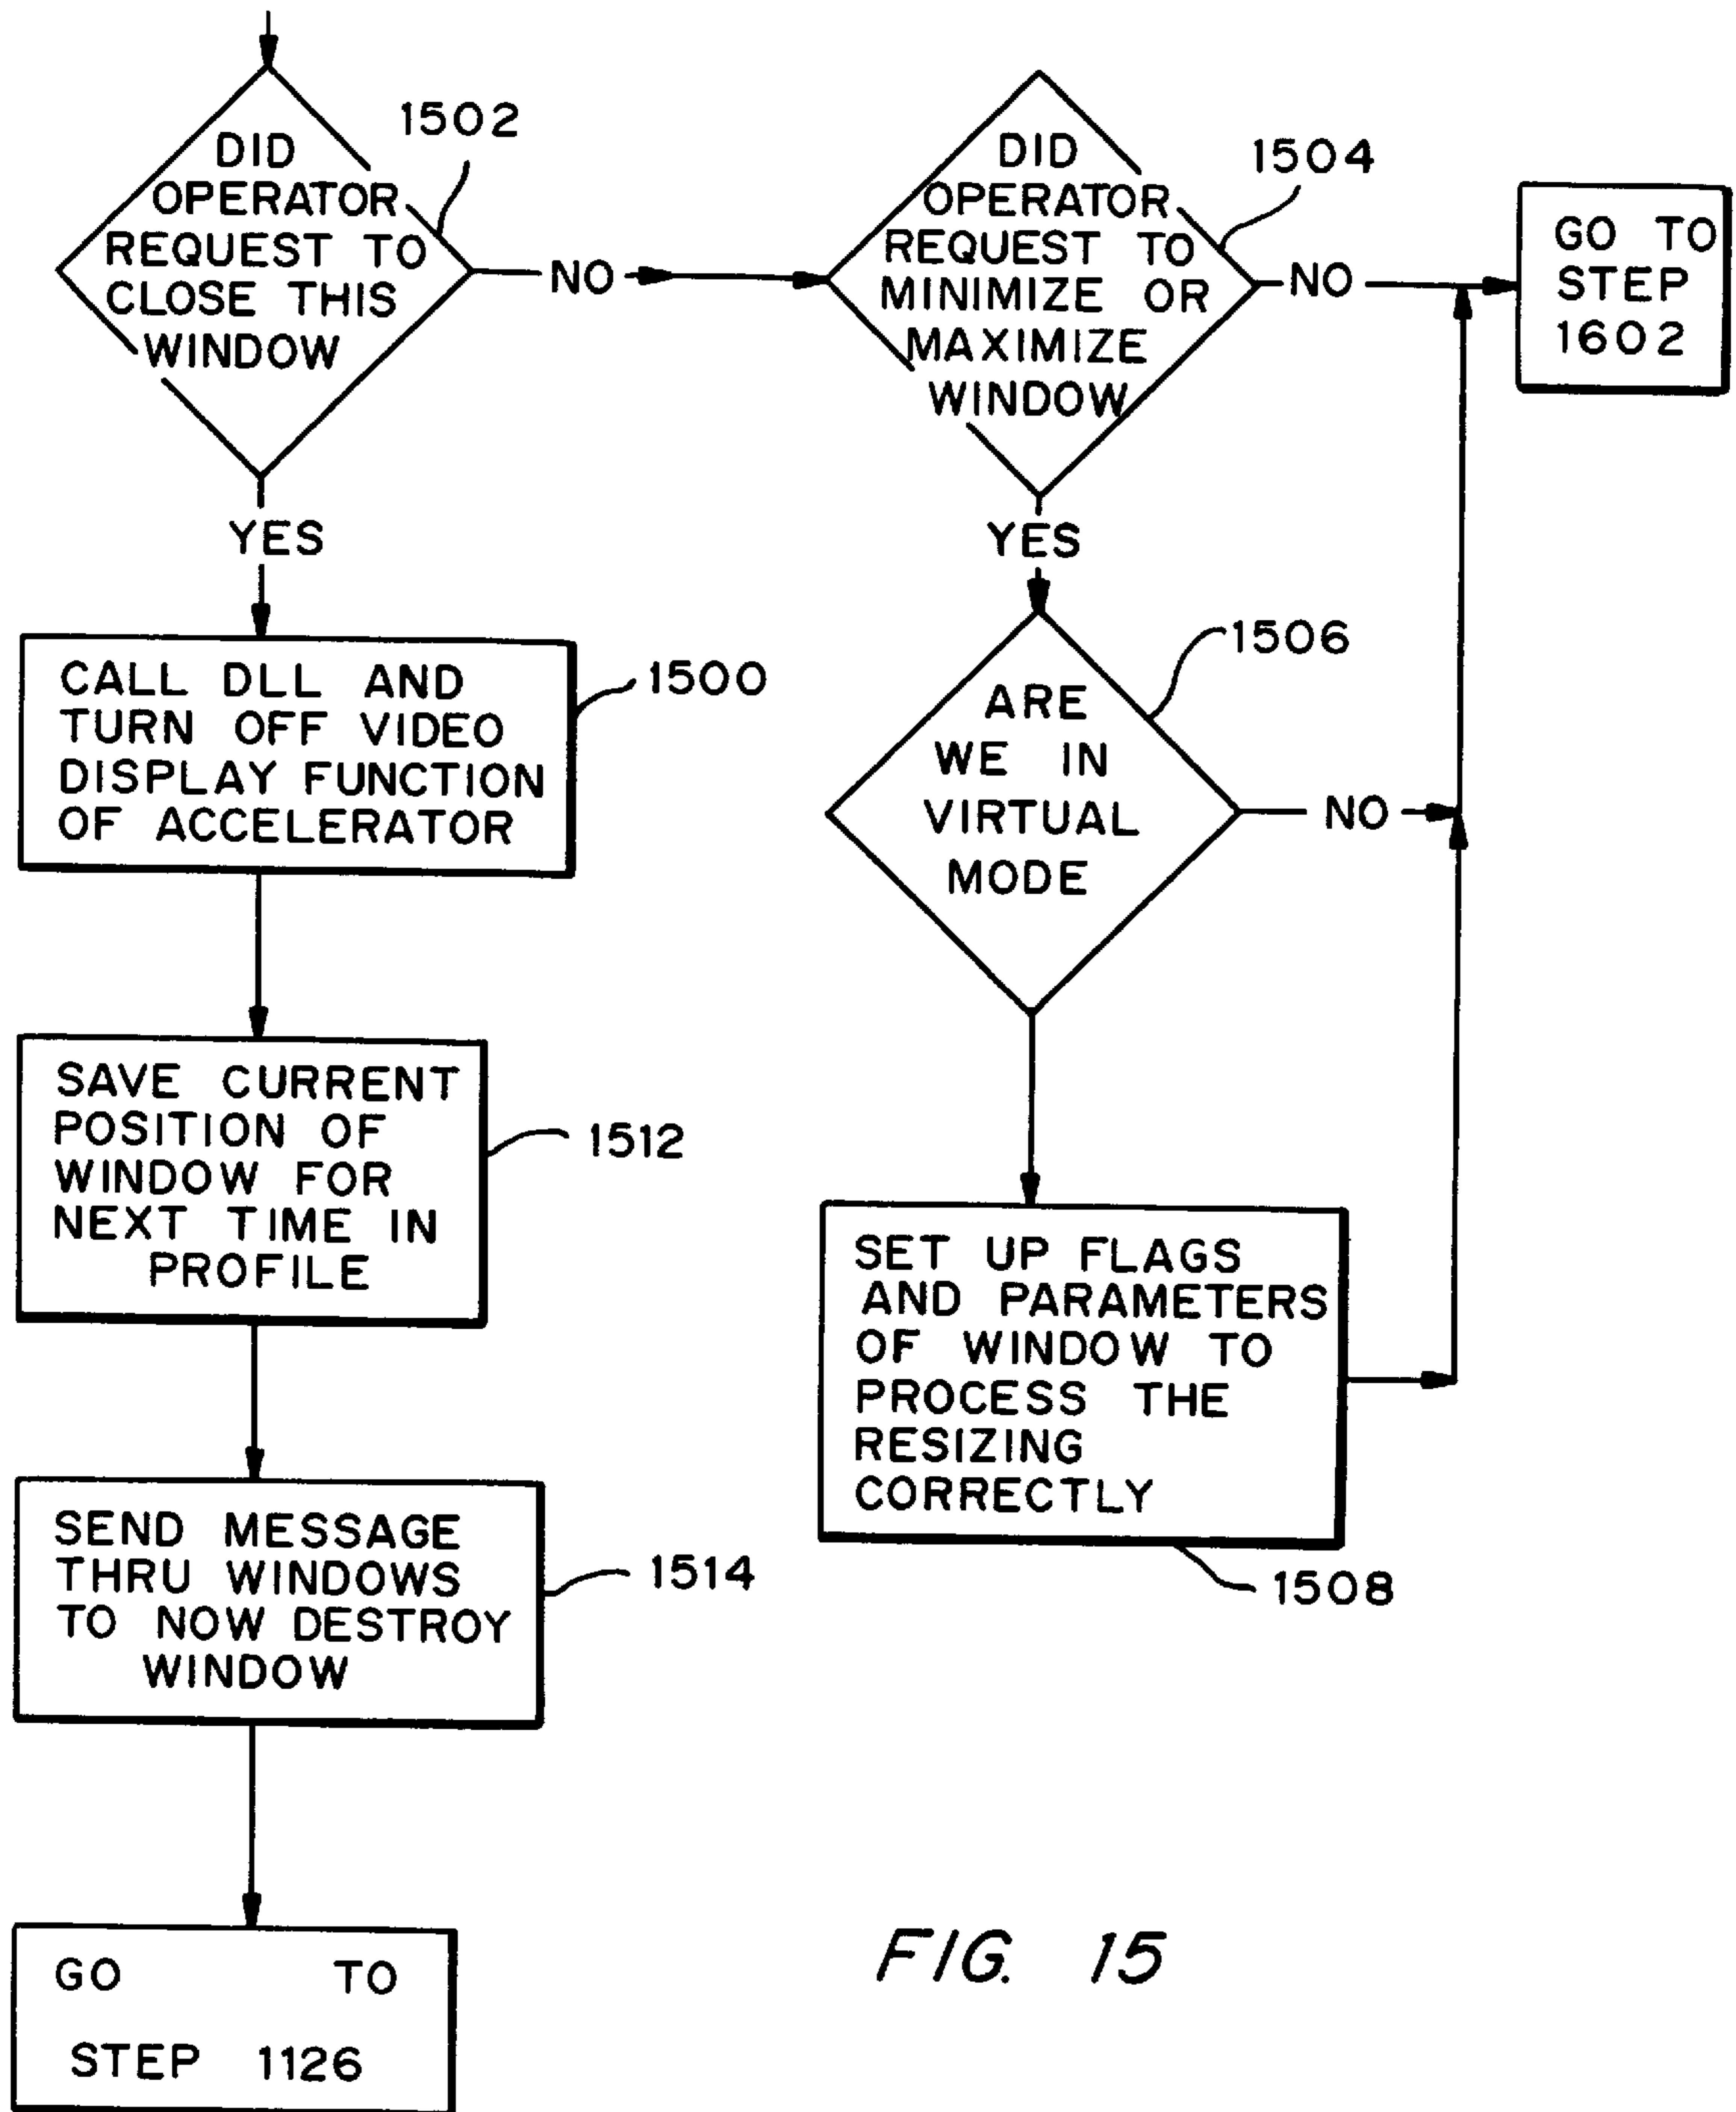 DID
OPERATOR
REQUEST TO
CLOSE THIS
WINDOW
1502
NO
YES
CALL DLL AND
TURN OFF VIDEO
DISPLAY FUNCTION
OF ACCELERATOR
1500
SAVE CURRENT
POSITION OF
WINDOW FOR
NEXT TIME IN
PROFILE
1512
SEND MESSAGE
THRU WINDOWS
TO NOW DESTROY
WINDOW
1514
GO TO
STEP 1126
DID
OPERATOR
REQUEST TO
MINIMIZE OR
MAXIMIZE
WINDOW
1504
NO
GO TO
STEP
1602
YES
ARE
WE IN
VIRTUAL
MODE
1506
NO
SET UP FLAGS
AND PARAMETERS
OF WINDOW TO
PROCESS THE
RESIZING
CORRECTLY
1508
FIG. 15